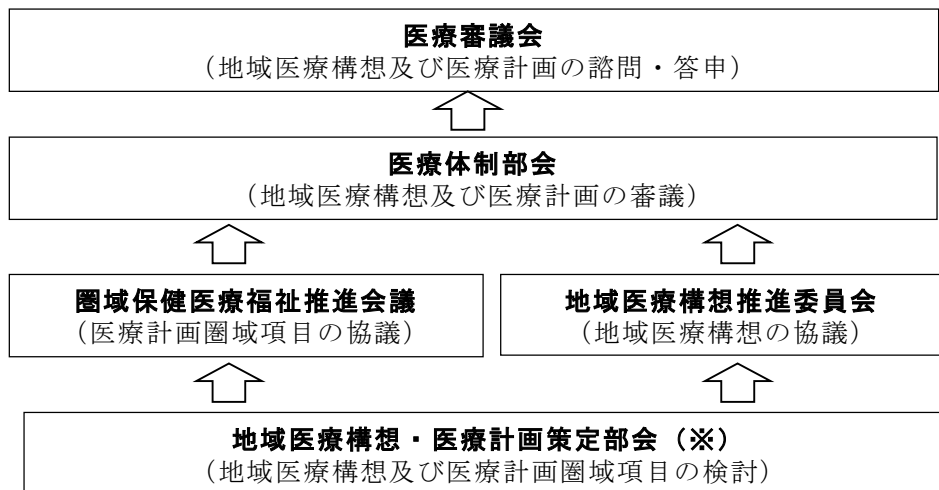 医療審議会
（地域医療構想及び医療計画の諮問・答申）
医療体制部会
（地域医療構想及び医療計画の審議）
圏域保健医療福祉推進会議
（医療計画圏域項目の協議）
地域医療構想推進委員会
（地域医療構想の協議）
地域医療構想・医療計画策定部会（※）
（地域医療構想及び医療計画圏域項目の検討）